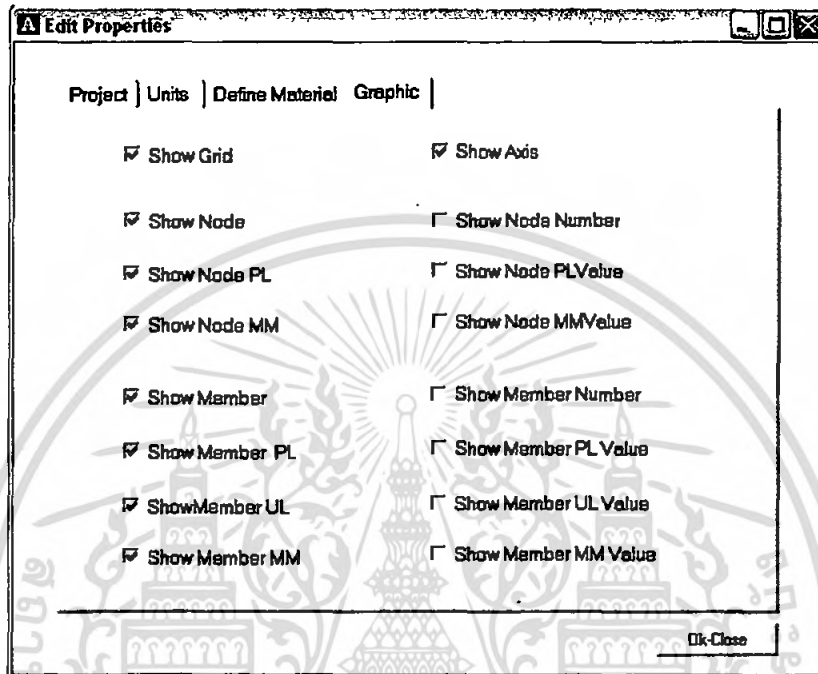 Edit Properties
Project Units Define Material Graphic
Show Grid Show Axis
Show Node Show Node Number
Show Node PL Show Node PLValue
Show Node MM Show Node MMValue
Show Member Show Member Number
Show Member PL Show Member PL Value
ShowMember UL Show Member UL Value
Show Member MM Show Member MM Value
Ok-Close